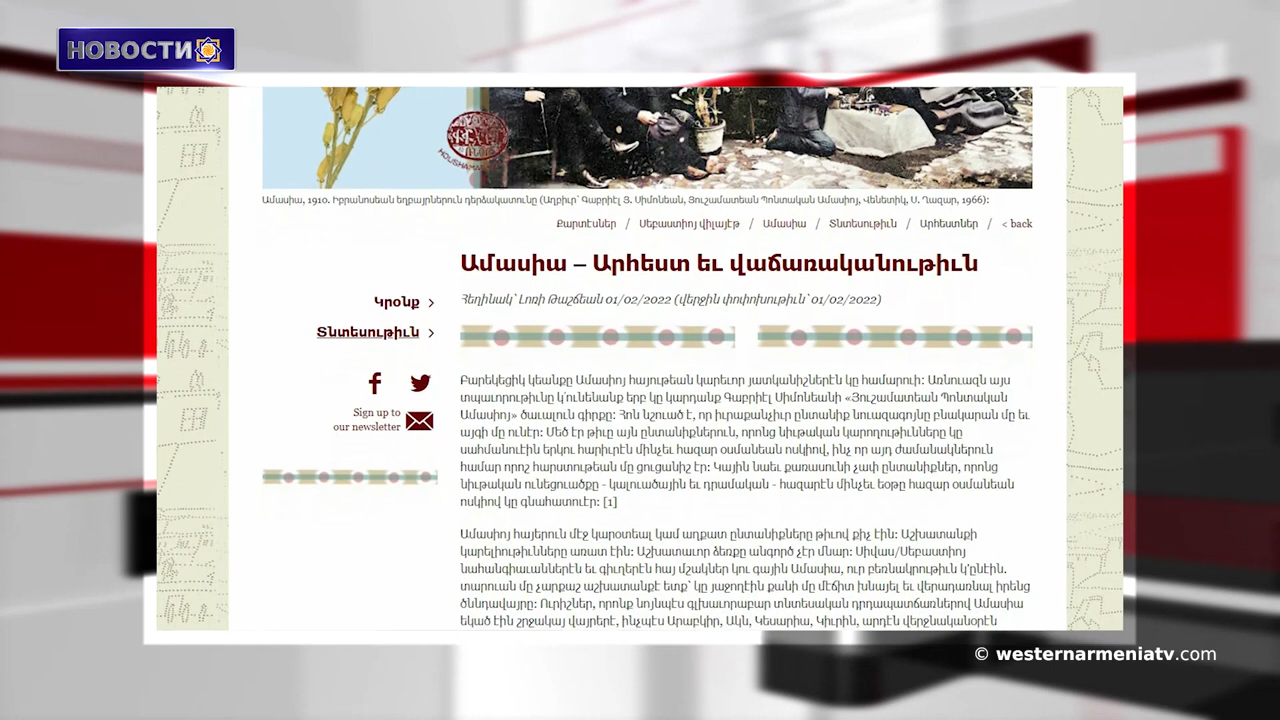 НОВОСТИ
HOUSHAMA
Ամասիա, 1910. Իբրանոսեան եղբայրներուն դերձակատունը (Աղբիւր՝ Գաբրիէլ Յ. Սիմոնեան, Յուշամատեան Պոնտական Ամասիոյ, Վենետիկ, Ս. Ղազար, 1966)։
Քարտէսներ / Սեբաստիոյ վիլայէթ / Ամասիա / Տնտեսութիւն / Արհեստներ / < back
Ամասիա – Արհեստ եւ վաճառականութիւն
Կրօնք >
Տնտեսութիւն >
Sign up to
our newsletter
Հեղինակ՝ Լոռի Թաշճեան 01/02/2022 (վերջին փոփոխութիւն՝ 01/02/2022)
Բարեկեցիկ կեանքը Ամասիոյ հայութեան կարեւոր յատկանիշներէն կը համարուի։ Առնուազն այս
տպաւորութիւնը կ՛ունենանք երբ կը կարդանք Գաբրիէլ Սիմոնեանի «Յուշամատեան Պոնտական
Ամասիոյ» ծաւալուն գիրքը։ Հոն նշուած է, որ իւրաքանչիւր ընտանիք նուազագոյնը բնակարան մը եւ
այգի մը ունէր։ Մեծ էր թիւը այն ընտանիքներուն, որոնց նիւթական կարողութիւնները կը
սահմանուէին երկու հարիւրէն մինչեւ հազար օսմանեան ոսկիով, ինչ որ այդ ժամանակներուն
համար որոշ հարստութեան մը ցուցանիշ էր։ Կային նաեւ քառասունի չափ ընտանիքներ, որոնց
նիւթական ունեցուածքը - կալուածային եւ դրամական - հազարէն մինչեւ եօթը հազար օսմանեան
ոսկիով կը գնահատուէր։ [1]
Ամասիոյ հայերուն մէջ կարօտեալ կամ աղքատ ընտանիքները թիւով քիչ էին։ Աշխատանքի
կարելիութիւնները առատ էին։ Աշխատաւոր ձեռքը անգործ չէր մնար։ Սիվաս/Սեբաստիոյ
նահանգիաւաններէն եւ գիւղերէն հայ մշակներ կու գային Ամասիա, ուր բեռնակրութիւն կ՛ընէին.
տարուան մը չարքաշ աշխատանքէ ետք՝ կը յաջողէին քանի մը մէճիտ խնայել եւ վերադառնալ իրենց
ծննդավայրը։ Ուրիշներ, որոնք նոյնպէս գլխաւորաբար տնտեսական դրդապատճառներով Ամասիա
եկած էին շրջակայ վայրերէ, ինչպէս Արաբկիր, Ակն, Կեսարիա, Կիւրին, արդէն վերջնականօրէն
© westernarmeniatv.com